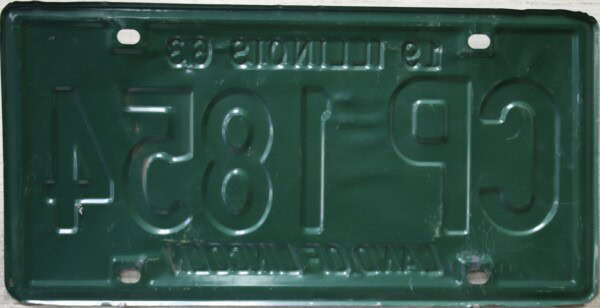 19 ILLINOIS 63
CP 1854
LAND OF LINCOLN